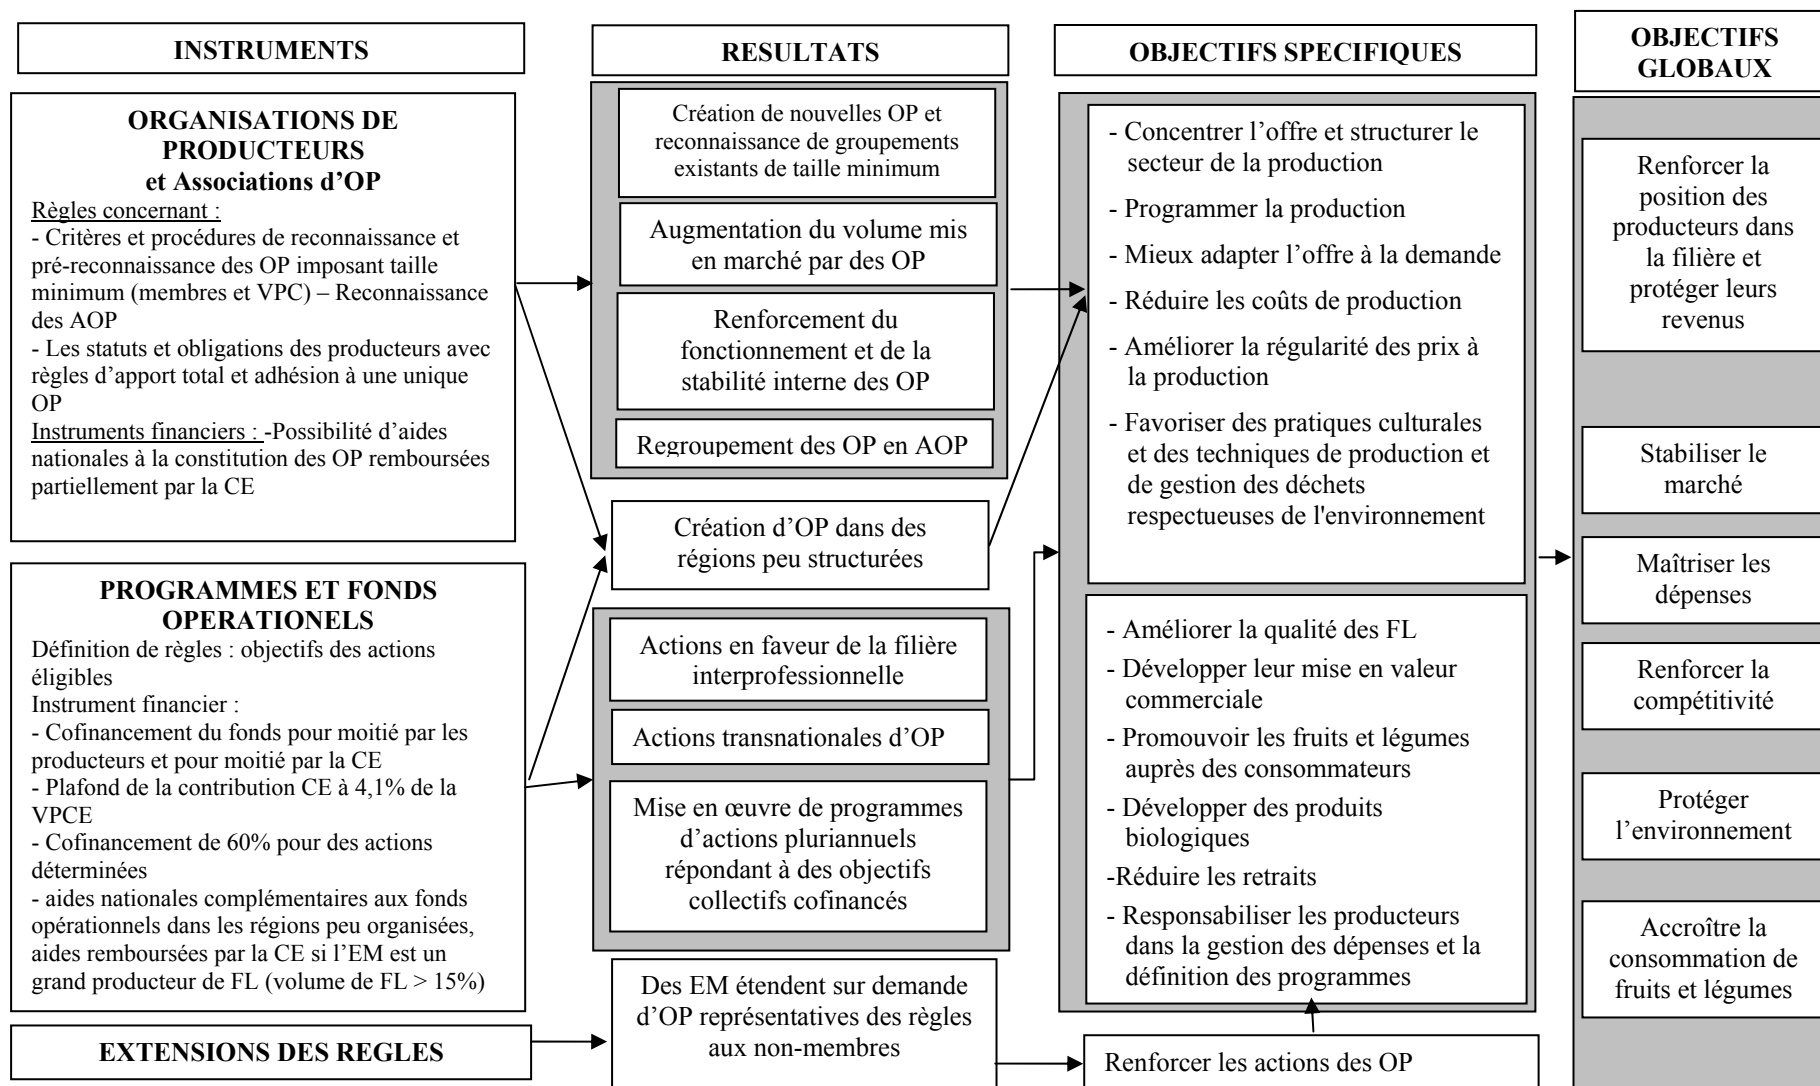 INSTRUMENTS
ORGANISATIONS DE
PRODUCTEURS
et Associations d’OP
Règles concernant :
- Critères et procédures de reconnaissance et
pré-reconnaissance des OP imposant taille
minimum (membres et VPC) – Reconnaissance
des AOP
- Les statuts et obligations des producteurs avec
règles d’apport total et adhésion à une unique
OP
Instruments financiers : -Possibilité d’aides
nationales à la constitution des OP remboursées
partiellement par la CE
PROGRAMMES ET FONDS
OPERATIONELS
Définition de règles : objectifs des actions
éligibles
Instrument financier :
- Cofinancement du fonds pour moitié par les
producteurs et pour moitié par la CE
- Plafond de la contribution CE à 4,1% de la
VPCE
- Cofinancement de 60% pour des actions
déterminées
- aides nationales complémentaires aux fonds
opérationnels dans les régions peu organisées,
aides remboursées par la CE si l’EM est un
grand producteur de FL (volume de FL > 15%)
EXTENSIONS DES REGLES
RESULTATS
Création de nouvelles OP et
reconnaissance de groupements
existants de taille minimum
Augmentation du volume mis
en marché par des OP
Renforcement du
fonctionnement et de la
stabilité interne des OP
Regroupement des OP en AOP
Création d’OP dans des
régions peu structurées
Actions en faveur de la filière
interprofessionnelle
Actions transnationales d’OP
Mise en œuvre de programmes
d’actions pluriannuels
répondant à des objectifs
collectifs cofinancés
Des EM étendent sur demande
d’OP représentatives des règles
aux non-membres
OBJECTIFS SPECIFIQUES
- Concentrer l’offre et structurer le
secteur de la production
- Programmer la production
- Mieux adapter l’offre à la demande
- Réduire les coûts de production
- Améliorer la régularité des prix à
la production
- Favoriser des pratiques culturales
et des techniques de production et
de gestion des déchets
respectueuses de l'environnement
- Améliorer la qualité des FL
- Développer leur mise en valeur
commerciale
- Promouvoir les fruits et légumes
auprès des consommateurs
- Développer des produits
biologiques
-Réduire les retraits
- Responsabiliser les producteurs
dans la gestion des dépenses et la
définition des programmes
Renforcer les actions des OP
OBJECTIFS
GLOBAUX
Renforcer la
position des
producteurs dans
la filière et
protéger leurs
revenus
Stabiliser le
marché
Maîtriser les
dépenses
Renforcer la
compétitivité
Protéger
l’environnement
Accroître la
consommation de
fruits et légumes